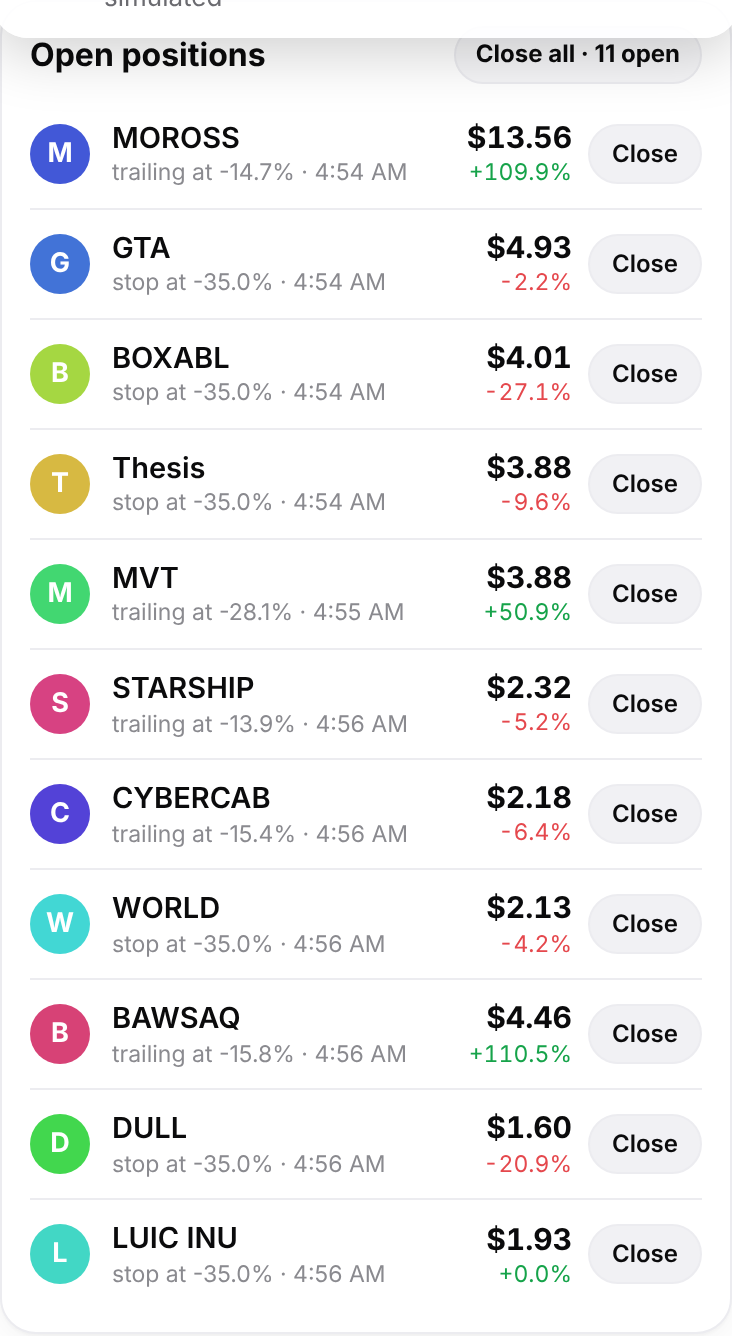 simulated
Open positions
Close all · 11 open
M
MOROSS
$13.56
Close
trailing at -14.7% · 4:54 AM
+109.9%
G
GTA
$4.93
Close
stop at -35.0% · 4:54 AM
-2.2%
B
BOXABL
$4.01
Close
stop at -35.0% · 4:54 AM
-27.1%
T
Thesis
$3.88
Close
stop at -35.0% · 4:54 AM
-9.6%
M
MVT
$3.88
Close
trailing at -28.1% · 4:55 AM
+50.9%
S
STARSHIP
$2.32
Close
trailing at -13.9% · 4:56 AM
-5.2%
C
CYBERCAB
$2.18
Close
trailing at -15.4% · 4:56 AM
-6.4%
W
WORLD
$2.13
Close
stop at -35.0% · 4:56 AM
-4.2%
B
BAWSAQ
$4.46
Close
trailing at -15.8% · 4:56 AM
+110.5%
D
DULL
$1.60
Close
stop at -35.0% · 4:56 AM
-20.9%
L
LUIC INU
$1.93
Close
stop at -35.0% · 4:56 AM
+0.0%